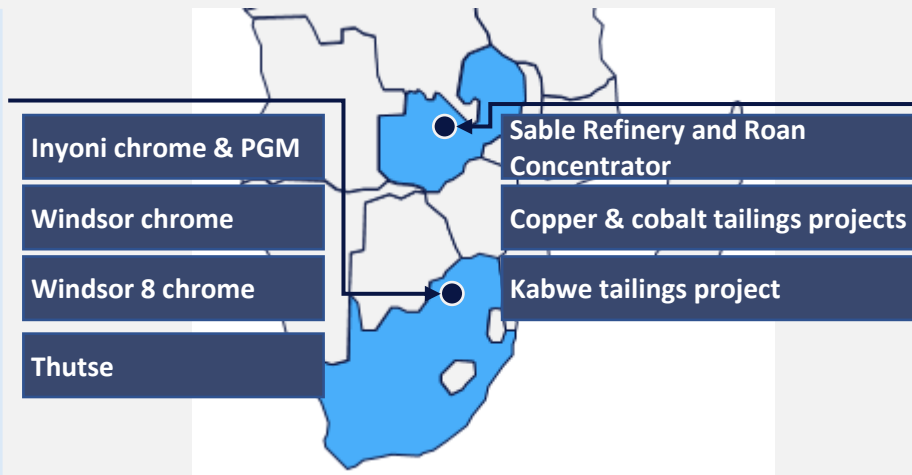 Inyoni chrome & PGM
Windsor chrome
Windsor 8 chrome
Thutse
Sable Refinery and Roan
Concentrator
Copper & cobalt tailings projects
Kabwe tailings project